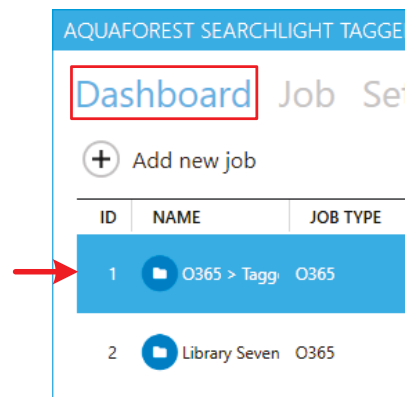 AQUAFOREST SEARCHLIGHT TAGGE
Dashboard Job Set
Add new job
ID NAME JOB TYPE
1 O365 > Tagg O365
2 Library Seven O365